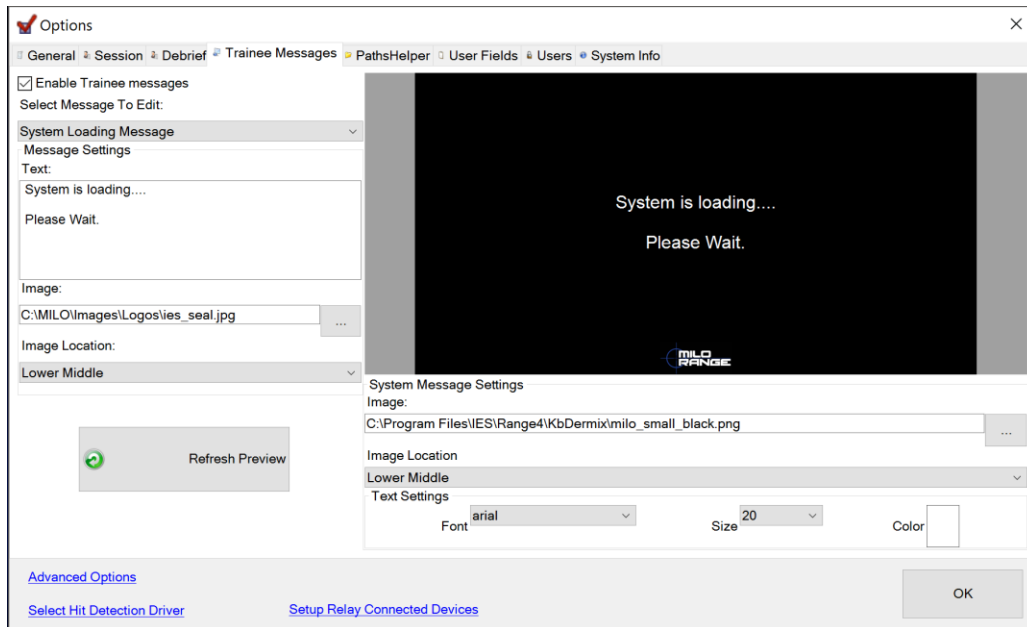 Options
General Session Debrief Trainee Messages PathsHelper User Fields Users System Info
Enable Trainee messages
Select Message To Edit:
System Loading Message
Message Settings
Text:
System is loading....
Please Wait.
Image:
C:\MILO\Images\Logos\ies_seal.jpg
...
Image Location:
Lower Middle
Refresh Preview
System is loading....
Please Wait.
MILO
RANGE
System Message Settings
Image:
C:\Program Files\IES\Range4\KbDermix\milo_small_black.png
...
Image Location
Lower Middle
Text Settings
Font arial Size 20 Color
Advanced Options
Select Hit Detection Driver
Setup Relay Connected Devices
OK